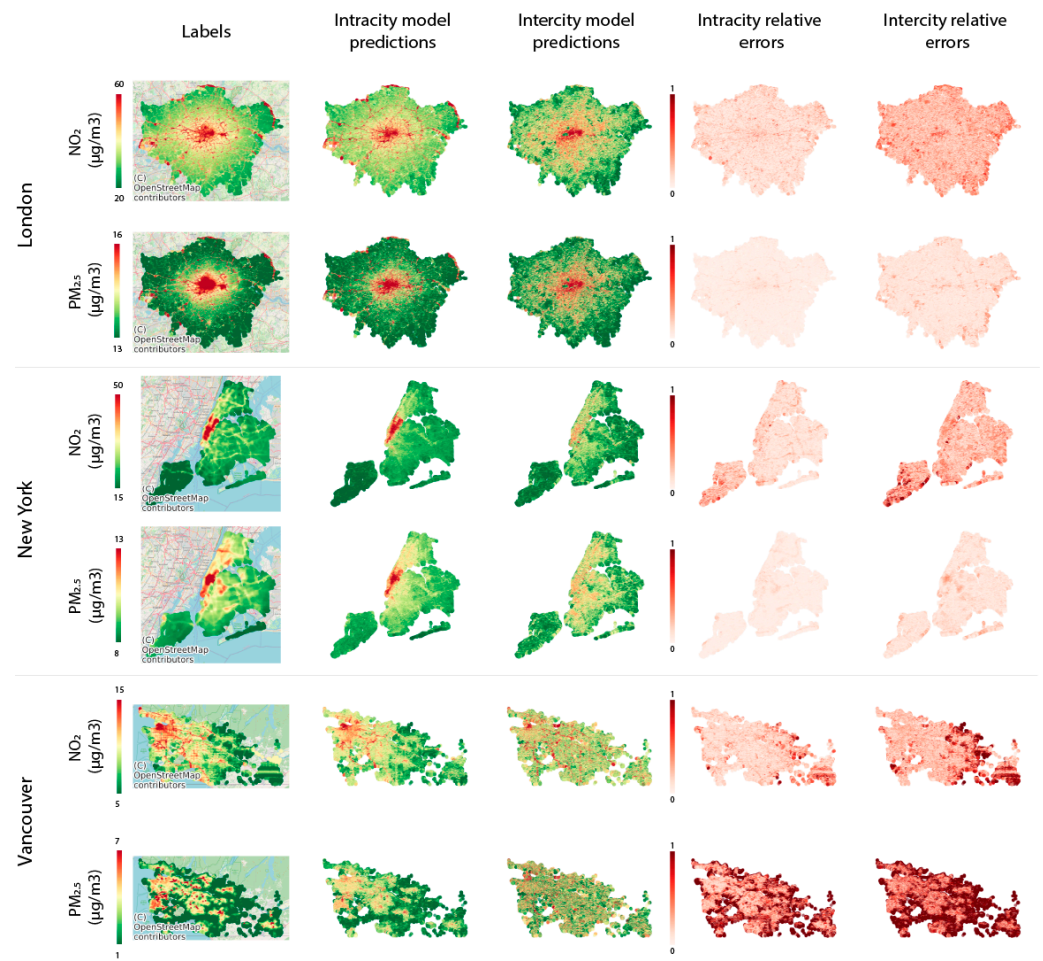 Labels
Intracity model
predictions
Intercity model
predictions
Intracity relative
errors
Intercity relative
errors
London
NO₂
(µg/m3)
60
20
(C)
OpenStreetMap
contributors
1
0
PM₂.₅
(µg/m3)
16
13
(C)
OpenStreetMap
contributors
1
0
New York
NO₂
(µg/m3)
50
15
(C)
OpenStreetMap
contributors
1
0
PM₂.₅
(µg/m3)
13
8
(C)
OpenStreetMap
contributors
1
0
Vancouver
NO₂
(µg/m3)
15
5
(C)
OpenStreetMap
contributors
1
0
PM₂.₅
(µg/m3)
7
1
(C)
OpenStreetMap
contributors
1
0